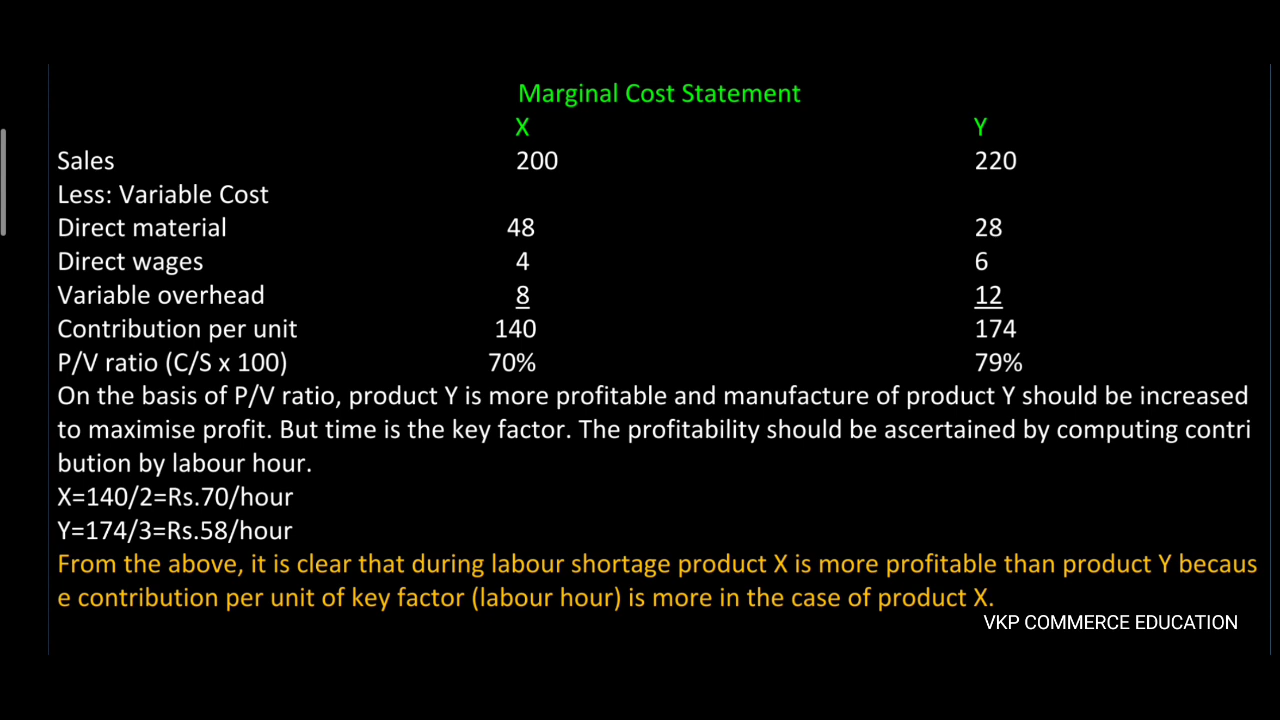 Marginal Cost Statement
X Y
Sales 200 220
Less: Variable Cost
Direct material 48 28
Direct wages 4 6
Variable overhead 8 12
Contribution per unit 140 174
P/V ratio (C/S x 100) 70% 79%
On the basis of P/V ratio, product Y is more profitable and manufacture of product Y should be increased
to maximise profit. But time is the key factor. The profitability should be ascertained by computing contri
bution by labour hour.
X=140/2=Rs.70/hour
Y=174/3=Rs.58/hour
From the above, it is clear that during labour shortage product X is more profitable than product Y becaus
e contribution per unit of key factor (labour hour) is more in the case of product X.
VKP COMMERCE EDUCATION